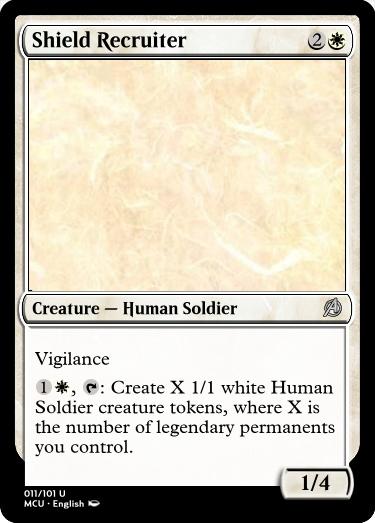 Shield Recruiter 2
Creature — Human Soldier
Vigilance
1, : Create X 1/1 white Human
Soldier creature tokens, where X is
the number of legendary permanents
you control.
1/4
011/101 U
MCU • English